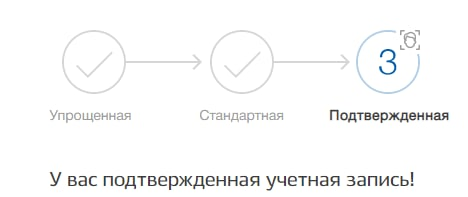 3
Упрощенная Стандартная Подтвержденная
У вас подтвержденная учетная запись!